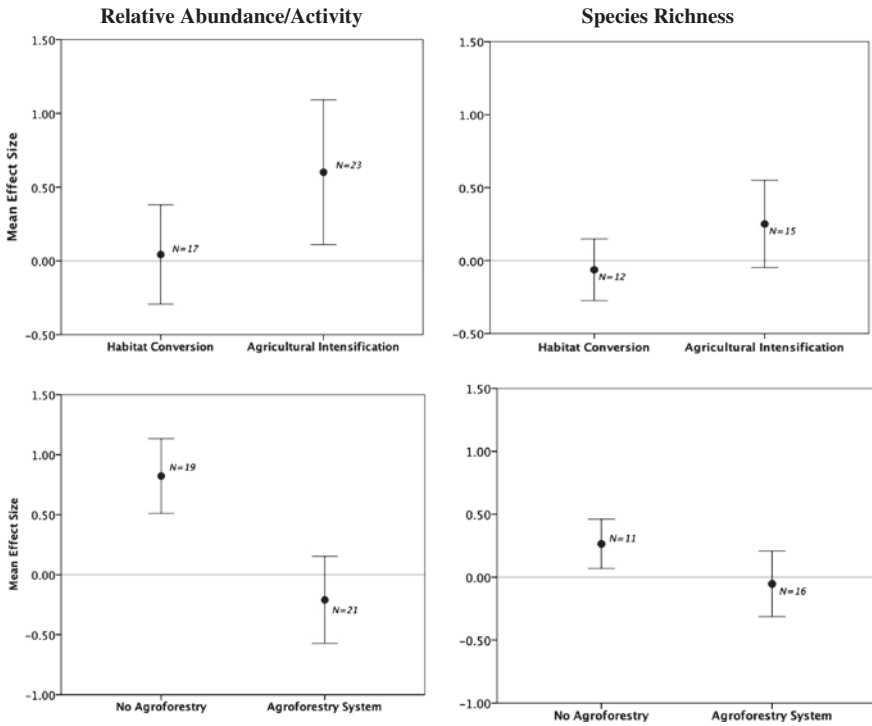 Relative Abundance/Activity
Species Richness
Mean Effect Size
1.50
1.00
0.50
0.00
−0.50
N=17
N=23
Habitat Conversion
Agricultural Intensification
1.50
1.00
0.50
0.00
−0.50
N=12
N=15
Habitat Conversion
Agricultural Intensification
Mean Effect Size
1.50
1.00
0.50
0.00
−0.50
−1.00
N=19
N=21
No Agroforestry
Agroforestry System
1.50
1.00
0.50
0.00
−0.50
−1.00
N=11
N=16
No Agroforestry
Agroforestry System